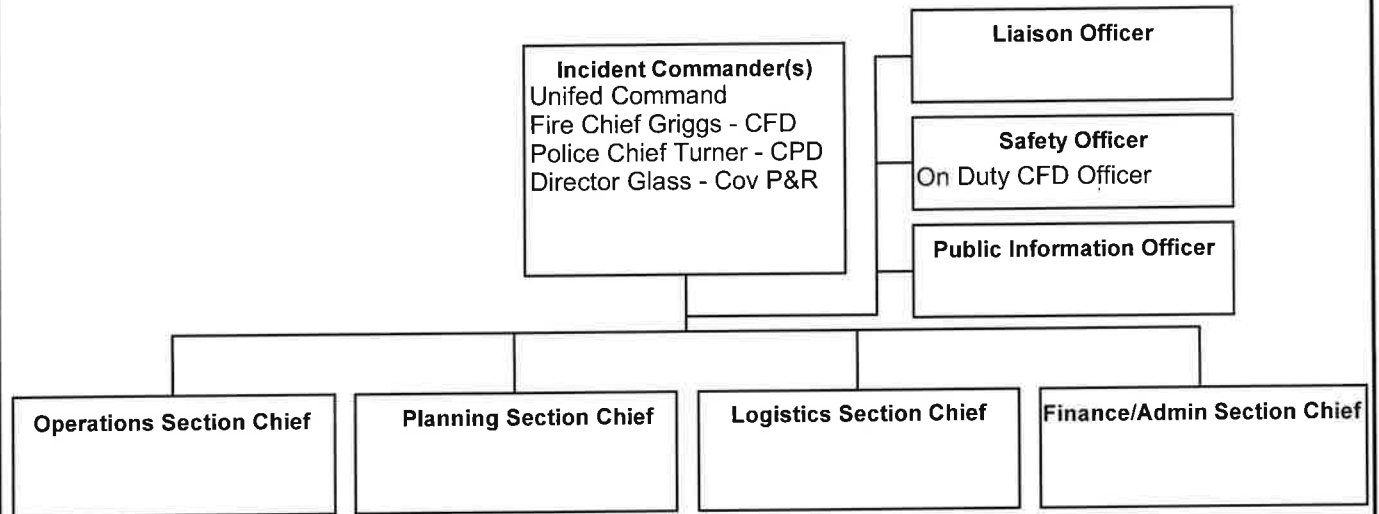 Incident Commander(s)
Unifed Command
Fire Chief Griggs - CFD
Police Chief Turner - CPD
Director Glass - Cov P&R
Liaison Officer
Safety Officer
On Duty CFD Officer
Public Information Officer
Operations Section Chief
Planning Section Chief
Logistics Section Chief
Finance/Admin Section Chief